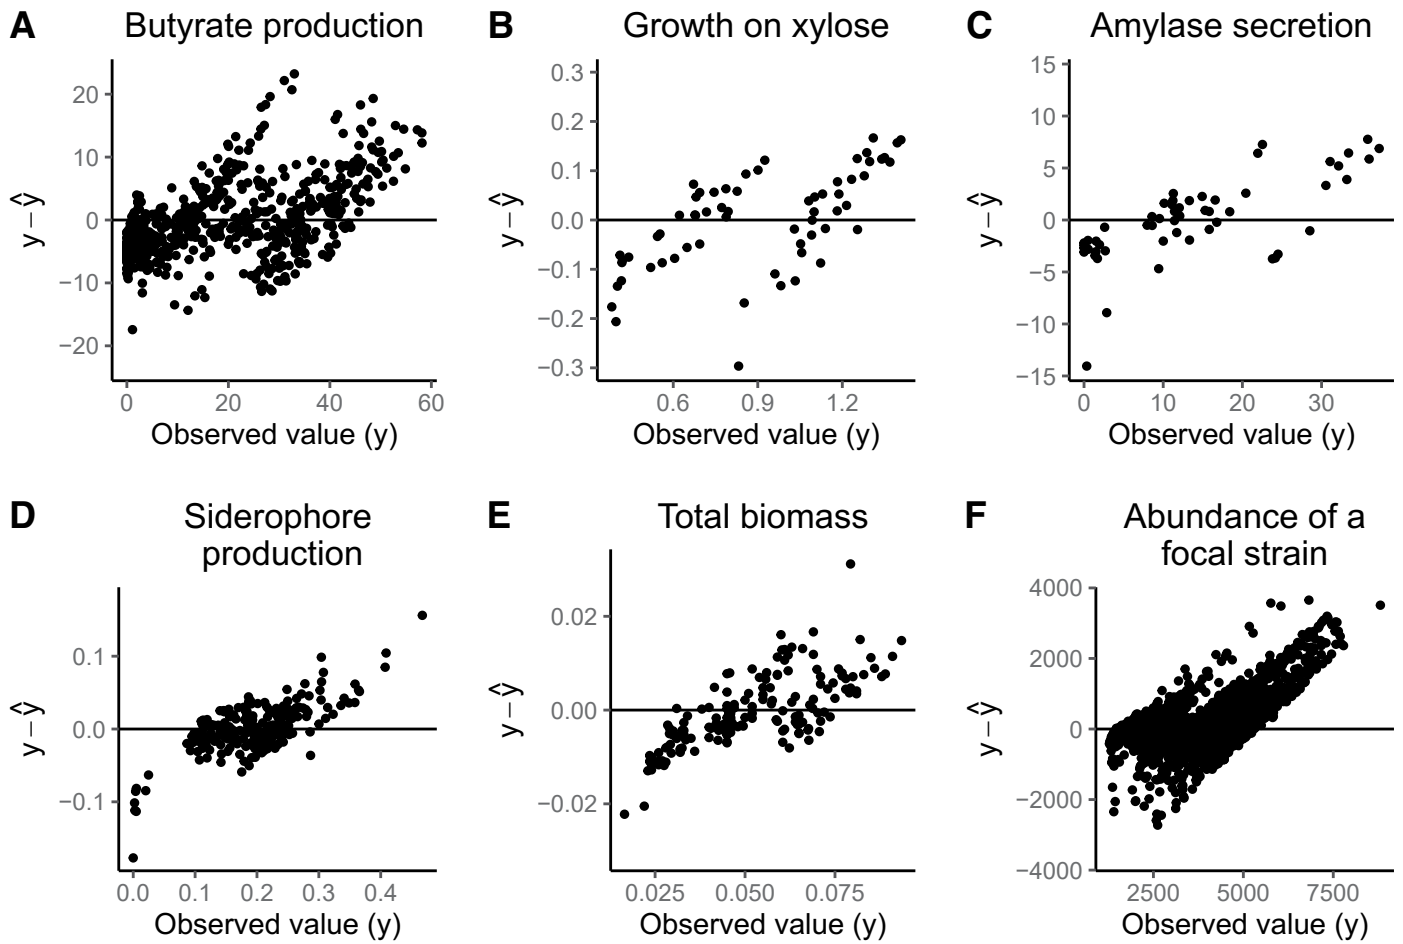 A Butyrate production
y − ŷ
20
10
0
−10
−20
0 20 40 60
Observed value (y)
B Growth on xylose
y − ŷ
0.3
0.2
0.1
0.0
−0.1
−0.2
−0.3
0.6 0.9 1.2
Observed value (y)
C Amylase secretion
y − ŷ
15
10
5
0
−5
−10
−15
0 10 20 30
Observed value (y)
D Siderophore
production
y − ŷ
0.1
0.0
−0.1
0.0 0.1 0.2 0.3 0.4
Observed value (y)
E Total biomass
y − ŷ
0.02
0.00
−0.02
0.025 0.050 0.075
Observed value (y)
F Abundance of a
focal strain
y − ŷ
4000
2000
0
−2000
−4000
2500 5000 7500
Observed value (y)